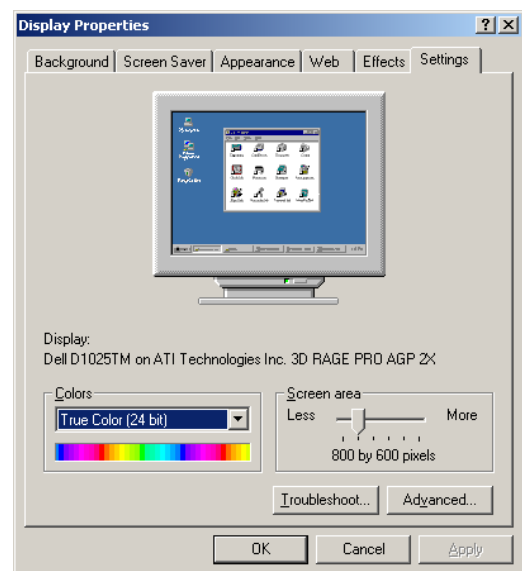 Display Properties
Background Screen Saver Appearance Web Effects Settings
Display:
Dell D1025TM on ATI Technologies Inc. 3D RAGE PRO AGP 2X
Colors
True Color (24 bit)
Screen area
Less More
800 by 600 pixels
Troubleshoot... Advanced...
OK Cancel Apply